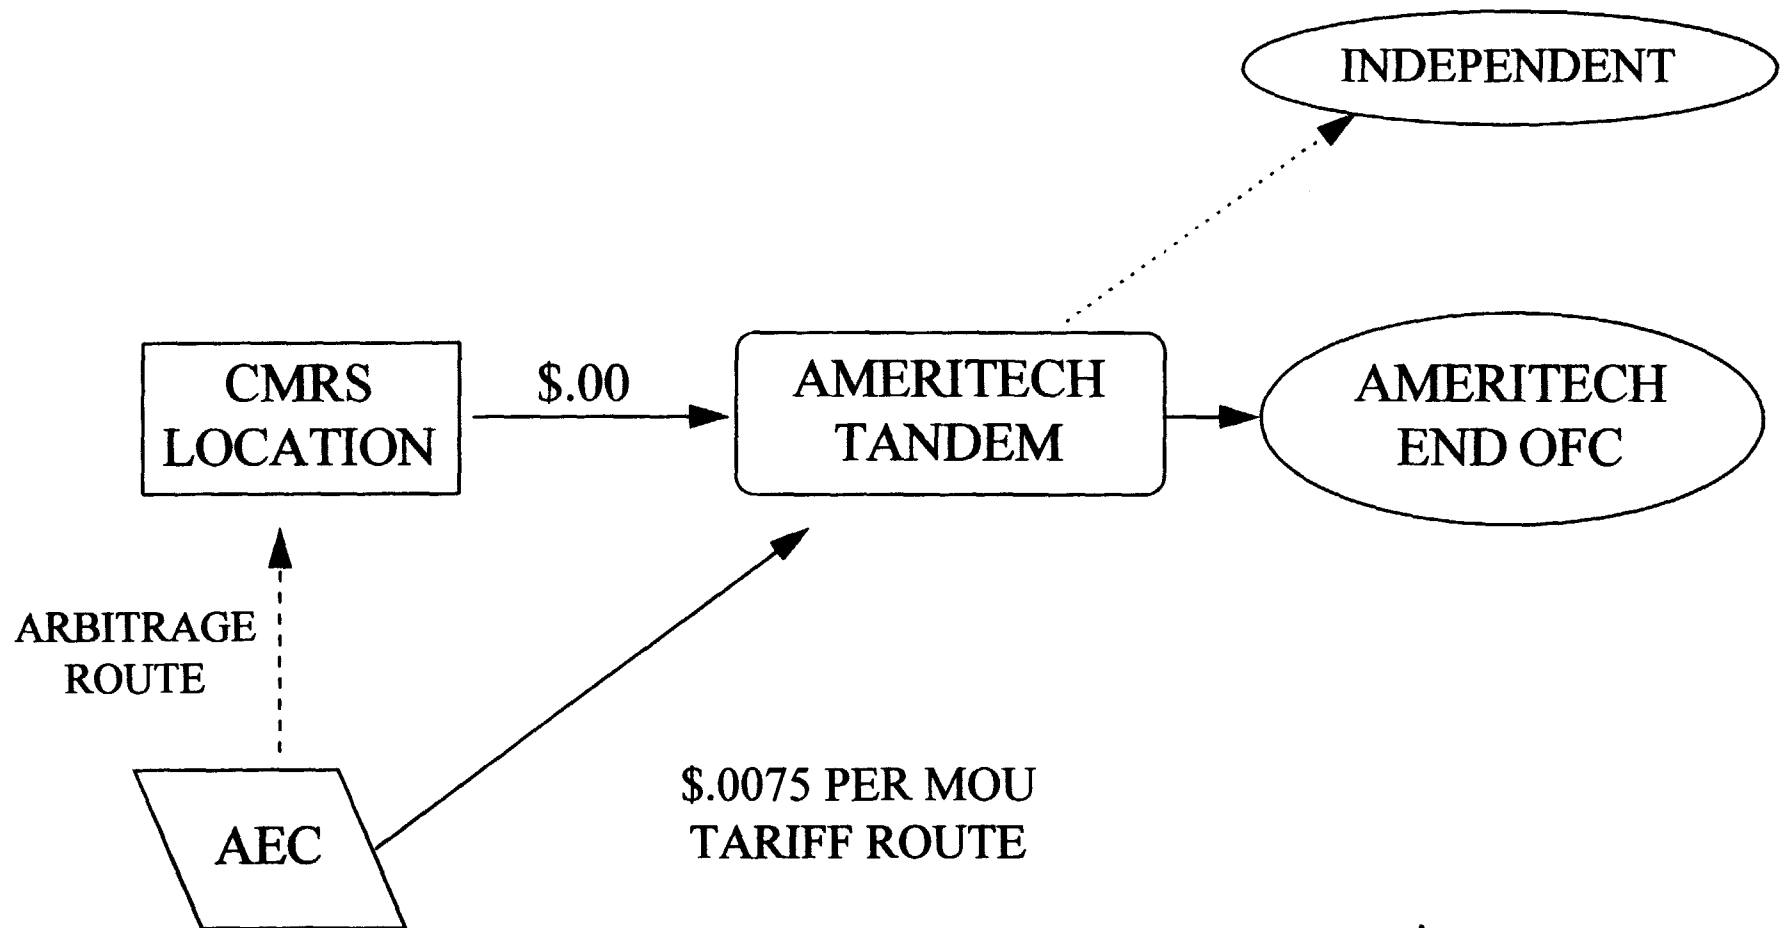 INDEPENDENT
CMRS
LOCATION
$.00
AMERITECH
TANDEM
AMERITECH
END OFC
ARBITRAGE
ROUTE
AEC
$.0075 PER MOU
TARIFF ROUTE